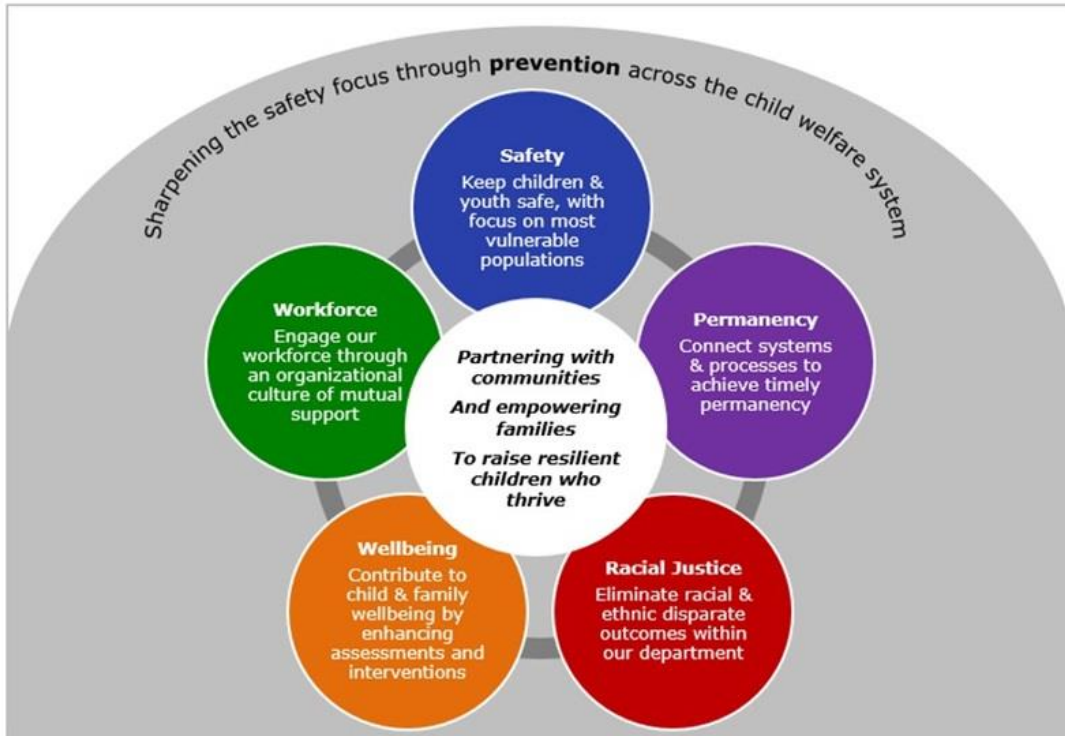 Sharpening the safety focus through prevention across the child welfare system
Safety
Keep children &
youth safe, with
focus on most
vulnerable
populations
Workforce
Engage our
workforce through
an organizational
culture of mutual
support
Permanency
Connect systems
& processes to
achieve timely
permanency
Partnering with
communities
And empowering
families
To raise resilient
children who
thrive
Wellbeing
Contribute to
child & family
wellbeing by
enhancing
assessments and
interventions
Racial Justice
Eliminate racial &
ethnic disparate
outcomes within
our department